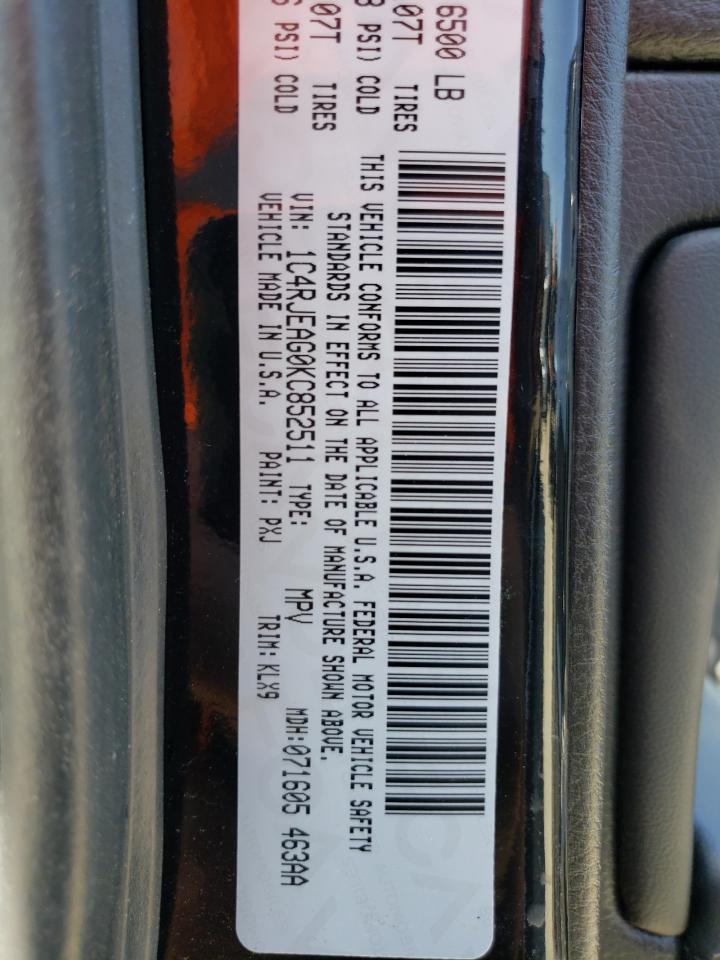 6500 LB
07T TIRES
8 PSI) COLD
07T TIRES
6 PSI) COLD
THIS VEHICLE CONFORMS TO ALL APPLICABLE U.S.A. FEDERAL MOTOR VEHICLE SAFETY
STANDARDS IN EFFECT ON THE DATE OF MANUFACTURE SHOWN ABOVE.
VIN: 1C4RJEAG0KC852511 TYPE: MPV MDH:071605 463AA
VEHICLE MADE IN U.S.A. PAINT: PXJ TRIM: KLX9